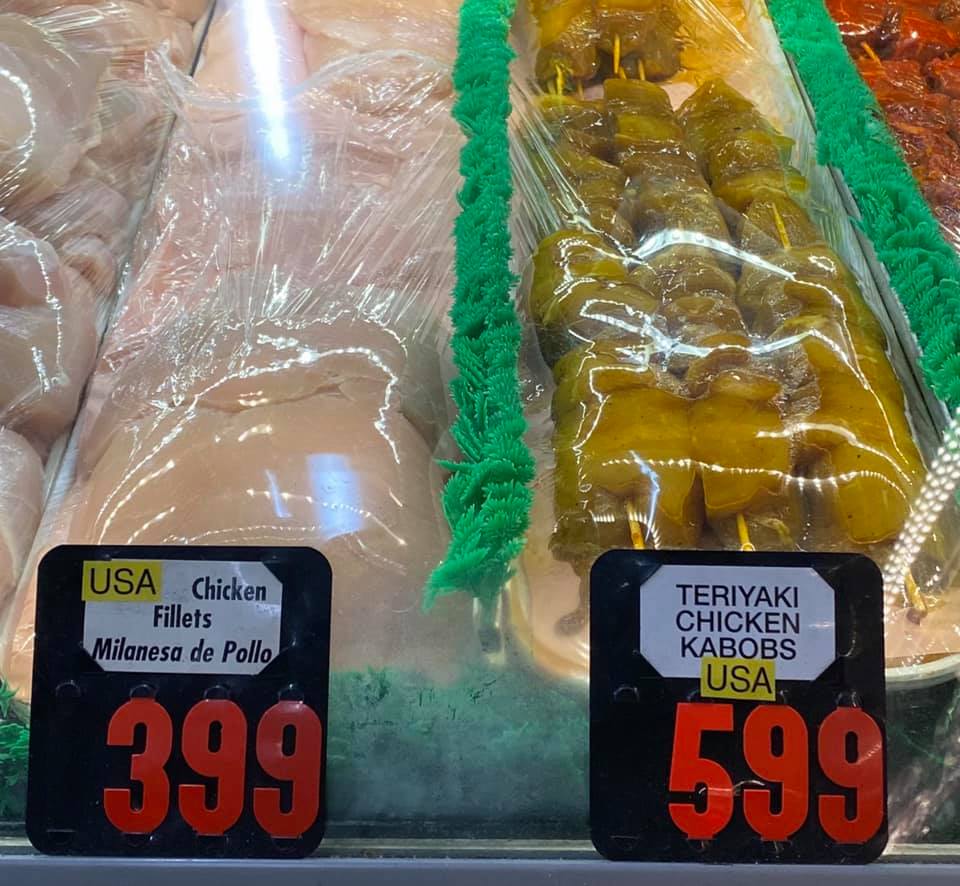 USA Chicken
Fillets
Milanesa de Pollo
399
TERIYAKI
CHICKEN
KABOBS
USA
599